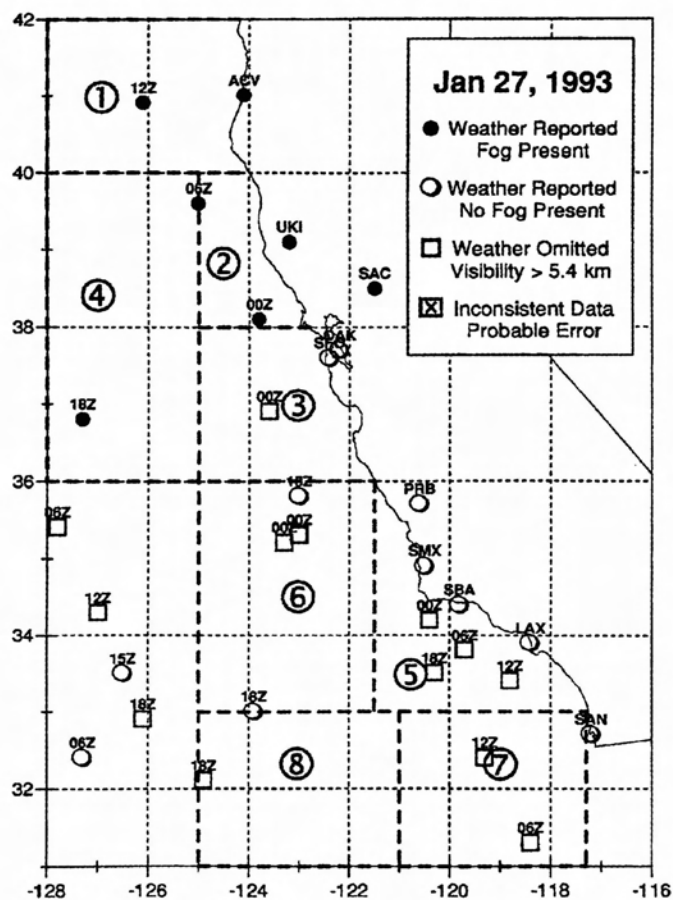 42
Jan 27, 1993
Weather Reported
Fog Present
Weather Reported
No Fog Present
Weather Omitted
Visibility > 5.4 km
Inconsistent Data
Probable Error
12Z
ACV
1
40
06Z
UKI
2
SAC
4
00Z
38
OAK
18Z
00Z
3
36
18Z
PRB
06Z
00Z
00Z
SMX
6
12Z
SBA
00Z
34
LAX
06Z
15Z
18Z
5
12Z
18Z
18Z
SAN
06Z
12Z
8
7
32
18Z
06Z
-128
-126
-124
-122
-120
-118
-116